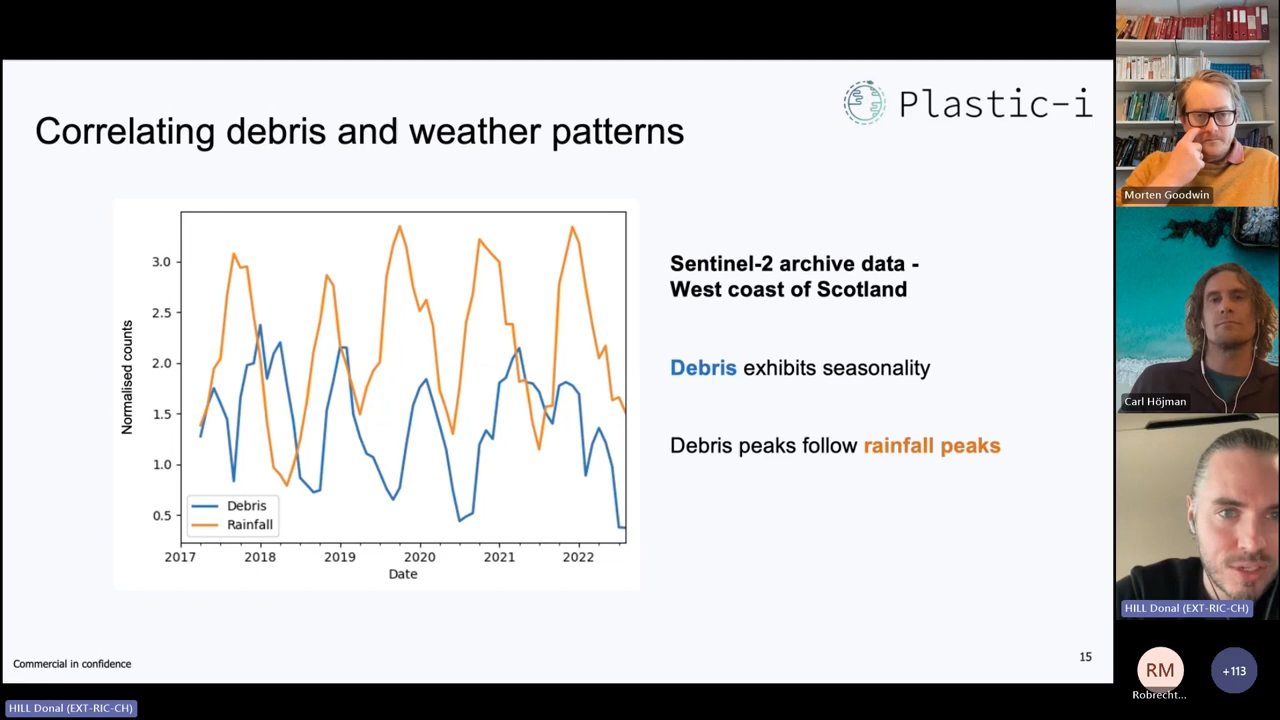 Plastic-i
Correlating debris and weather patterns
Normalised counts
3.0
2.5
2.0
1.5
1.0
0.5
Debris
Rainfall
2017 2018 2019 2020 2021 2022
Date
Sentinel-2 archive data -
West coast of Scotland
Debris exhibits seasonality
Debris peaks follow rainfall peaks
Commercial in confidence
15
HILL Donal (EXT-RIC-CH)
Morten Goodwin
Carl Höjman
HILL Donal (EXT-RIC-CH)
RM
Robrecht...
+113